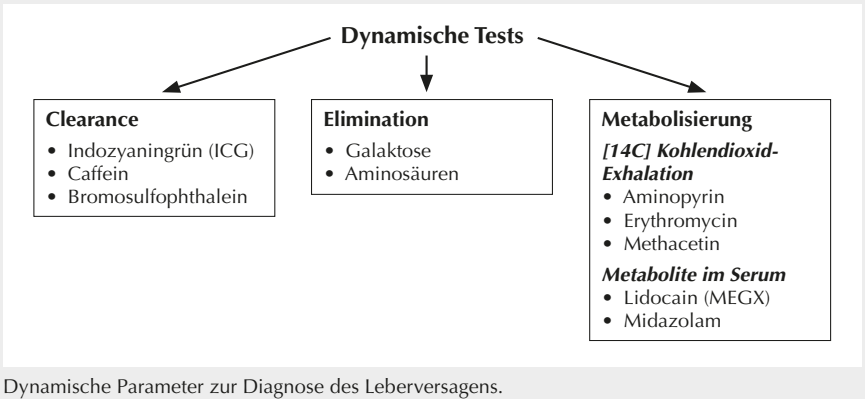 Dynamische Tests
Clearance
• Indozyaningrün (ICG)
• Caffein
• Bromosulfophthalein
Elimination
• Galaktose
• Aminosäuren
Metabolisierung
[14C] Kohlendioxid-
Exhalation
• Aminopyrin
• Erythromycin
• Methacetin
Metabolite im Serum
• Lidocain (MEGX)
• Midazolam
Dynamische Parameter zur Diagnose des Leberversagens.